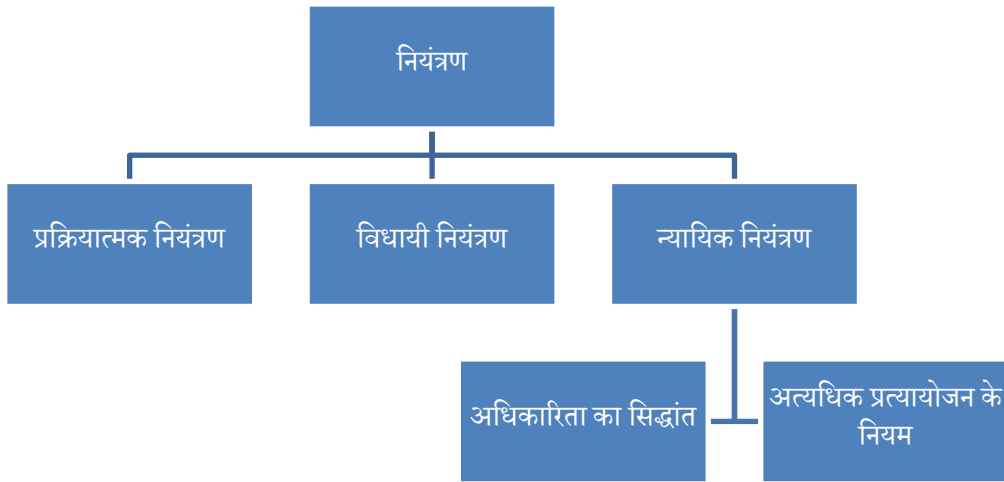 नियंत्रण
प्रक्रियात्मक नियंत्रण
विधायी नियंत्रण
न्यायिक नियंत्रण
अधिकारिता का सिद्धांत
अत्यधिक प्रत्यायोजन के
नियम